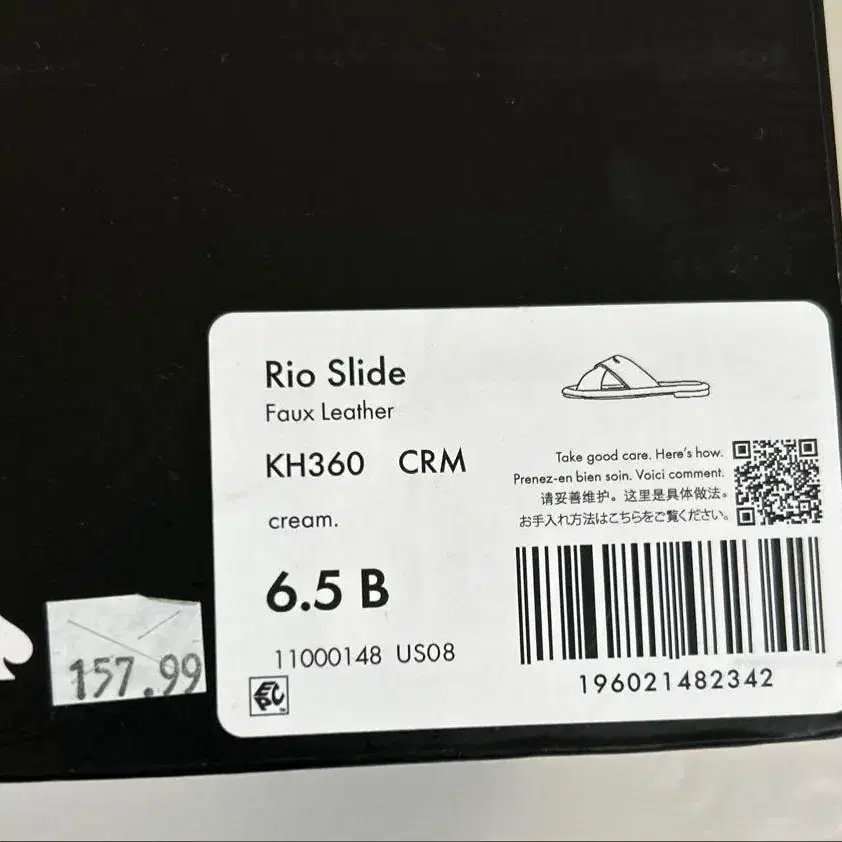 Rio Slide
Faux Leather
KH360 CRM
cream.
6.5 B
11000148 US08
Take good care. Here's how.
Prenez-en bien soin. Voici comment.
请妥善维护。这里是具体做法。
お手入れ方法はこちらをご覧ください。
196021482342
157.99